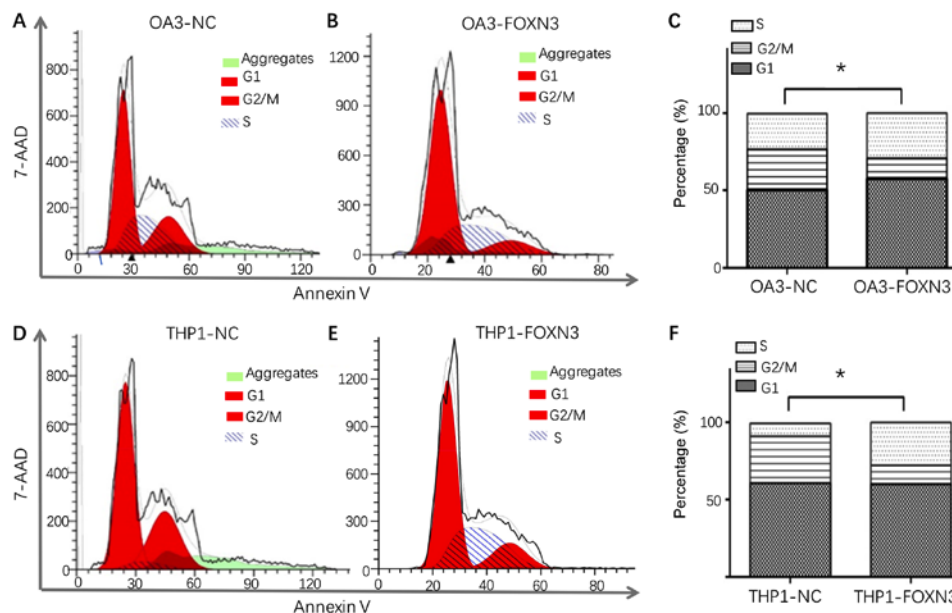 A
OA3-NC
800
600
400
200
0
7-AAD
Aggregates
G1
G2/M
S
0 30 60 90 120
B
OA3-FOXN3
1200
900
600
300
0
Aggregates
G1
G2/M
S
0 20 40 60 80
Annexin V
C
S
G2/M
G1
*
100
50
0
Percentage (%)
OA3-NC OA3-FOXN3
D
THP1-NC
800
600
400
200
0
7-AAD
Aggregates
G1
G2/M
S
0 30 60 90 120
E
THP1-FOXN3
1200
900
600
300
0
Aggregates
G1
G2/M
S
0 20 40 60 80
Annexin V
F
S
G2/M
G1
*
100
50
Percentage (%)
THP1-NC THP1-FOXN3